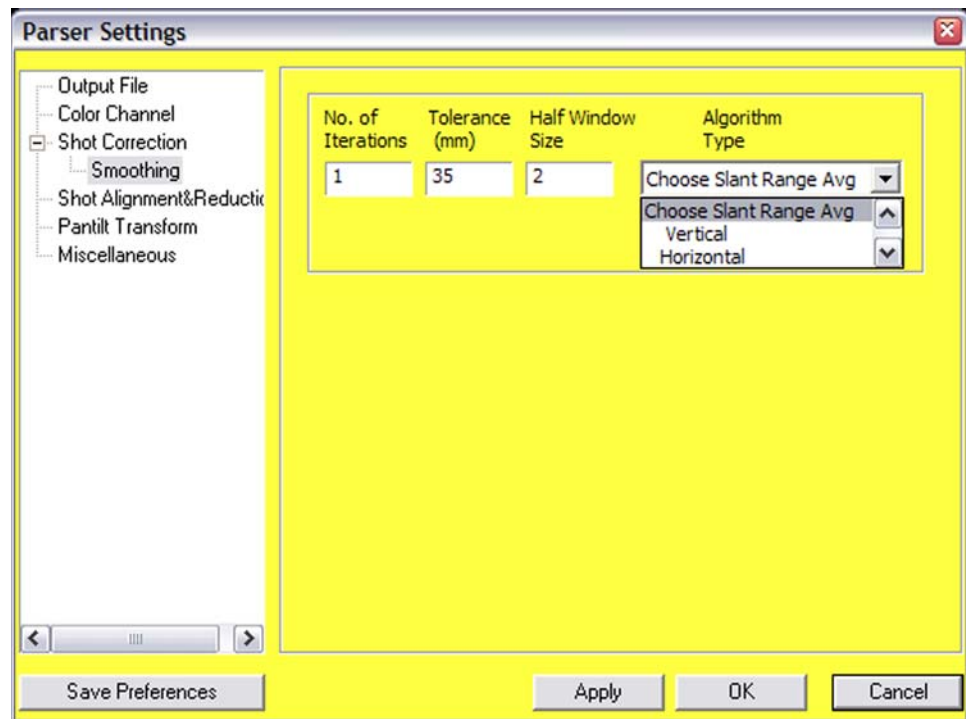 Parser Settings
Output File
Color Channel
Shot Correction
Smoothing
Shot Alignment&Reductic
Pantilt Transform
Miscellaneous
No. of Iterations
Tolerance (mm)
Half Window Size
Algorithm Type
1
35
2
Choose Slant Range Avg
Choose Slant Range Avg
Vertical
Horizontal
Save Preferences
Apply
OK
Cancel